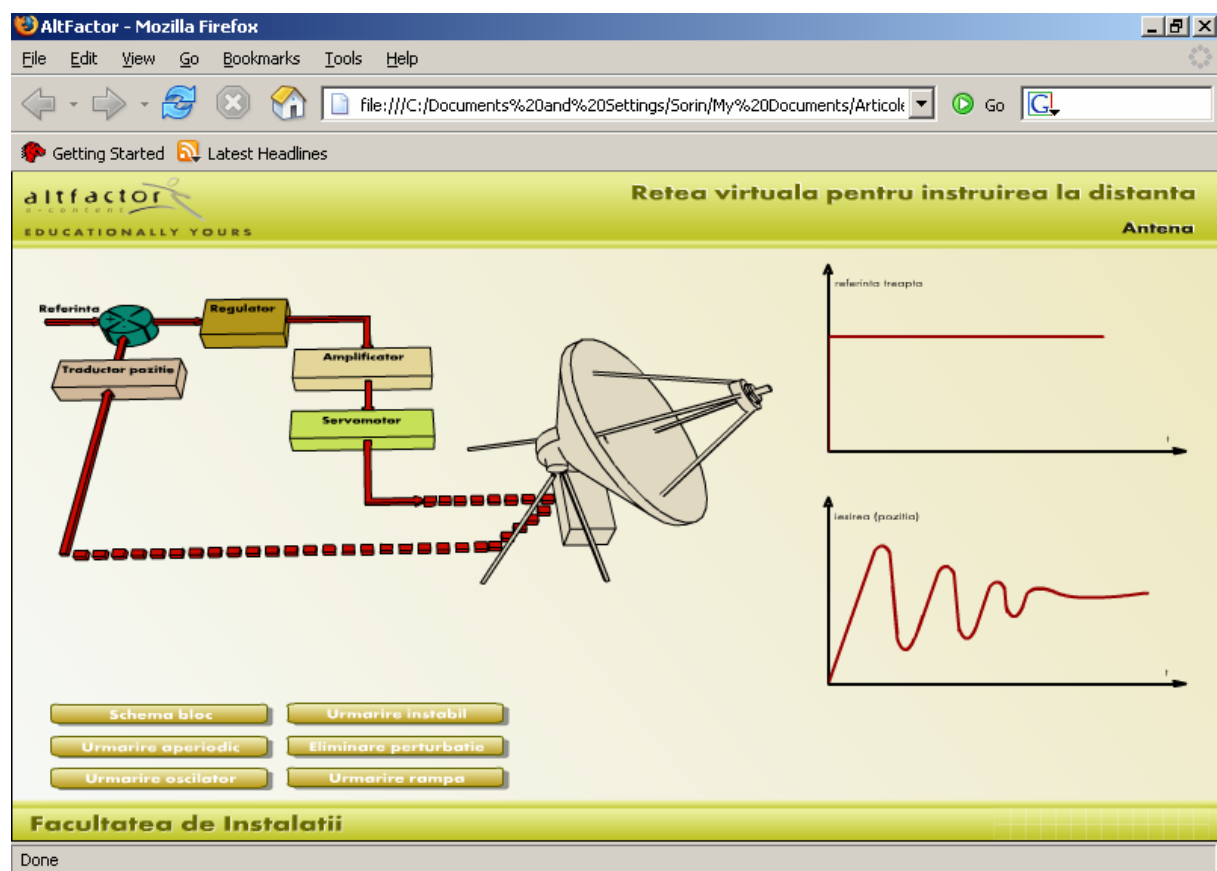 AltFactor - Mozilla Firefox
File Edit View Go Bookmarks Tools Help
file:///C:/Documents%20and%20Settings/Sorin/My%20Documents/Articole
Go
G
Getting Started Latest Headlines
altfactor
e-content
EDUCATIONALLY YOURS
Retea virtuala pentru instruirea la distanta
Antena
Referinta
+
-
Regulator
Traductor pozitie
Amplificator
Servomotor
referinta treapta
t
iesirea (pozitia)
t
Schema bloc
Urmarire instabil
Urmarire aperiodic
Eliminare perturbatie
Urmarire oscilator
Urmarire rampa
Facultatea de Instalatii
Done